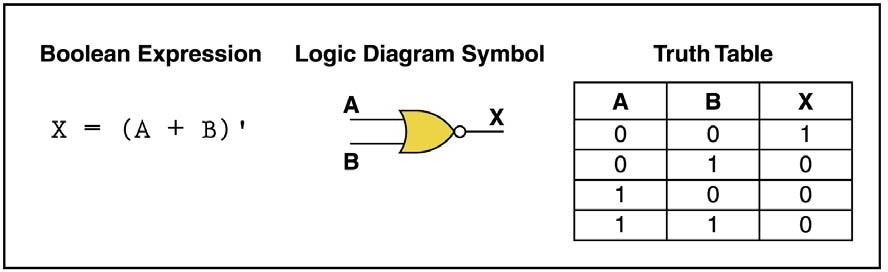 Boolean Expression
X = (A + B)'
Logic Diagram Symbol
A
B
X
Truth Table
A B X
0 0 1
0 1 0
1 0 0
1 1 0